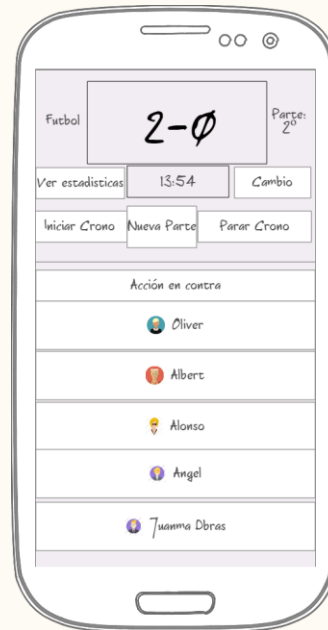 Futbol
2-0
Parte:
2º
Ver estadisticas
13:54
Cambio
Iniciar Crono
Nueva Parte
Parar Crono
Acción en contra
Oliver
Albert
Alonso
Angel
Juanma Dbras